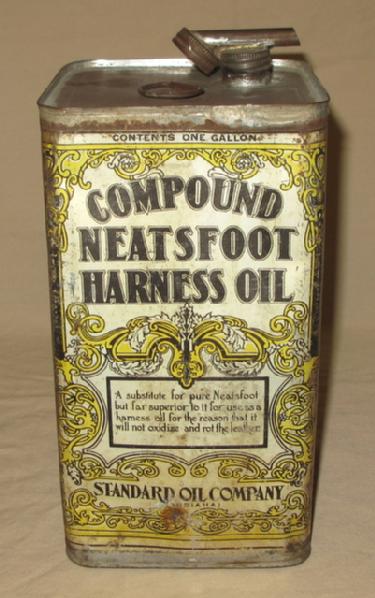 CONTENTS ONE GALLON
COMPOUND
NEATSFOOT
HARNESS OIL
A substitute for pure Neatsfoot
but far superior to it for use as a
harness oil for the reason that it
will not oxidize and rot the leather
STANDARD OIL COMPANY
(INDIANA)